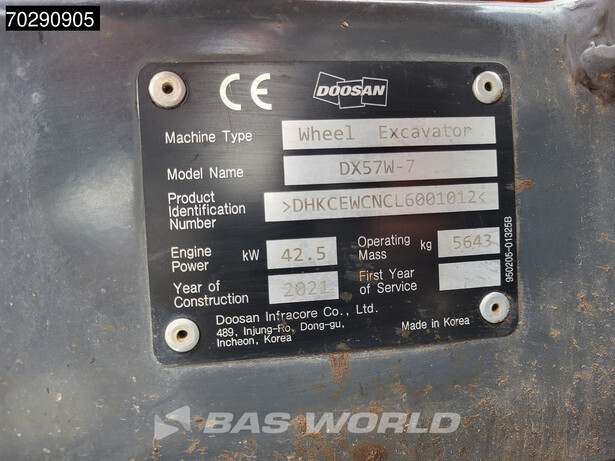 70290905
CE DOOSAN
Machine Type Wheel Excavator
Model Name DX57W-7
Product Identification Number >DHKCEWCNCL6001012<
Engine Power kW 42.5 Operating Mass kg 5643
Year of Construction 2021 First Year of Service
Doosan Infracore Co., Ltd.
489, Injung-Ro, Dong-gu,
Incheon, Korea
Made in Korea
950205-01325B
BAS WORLD